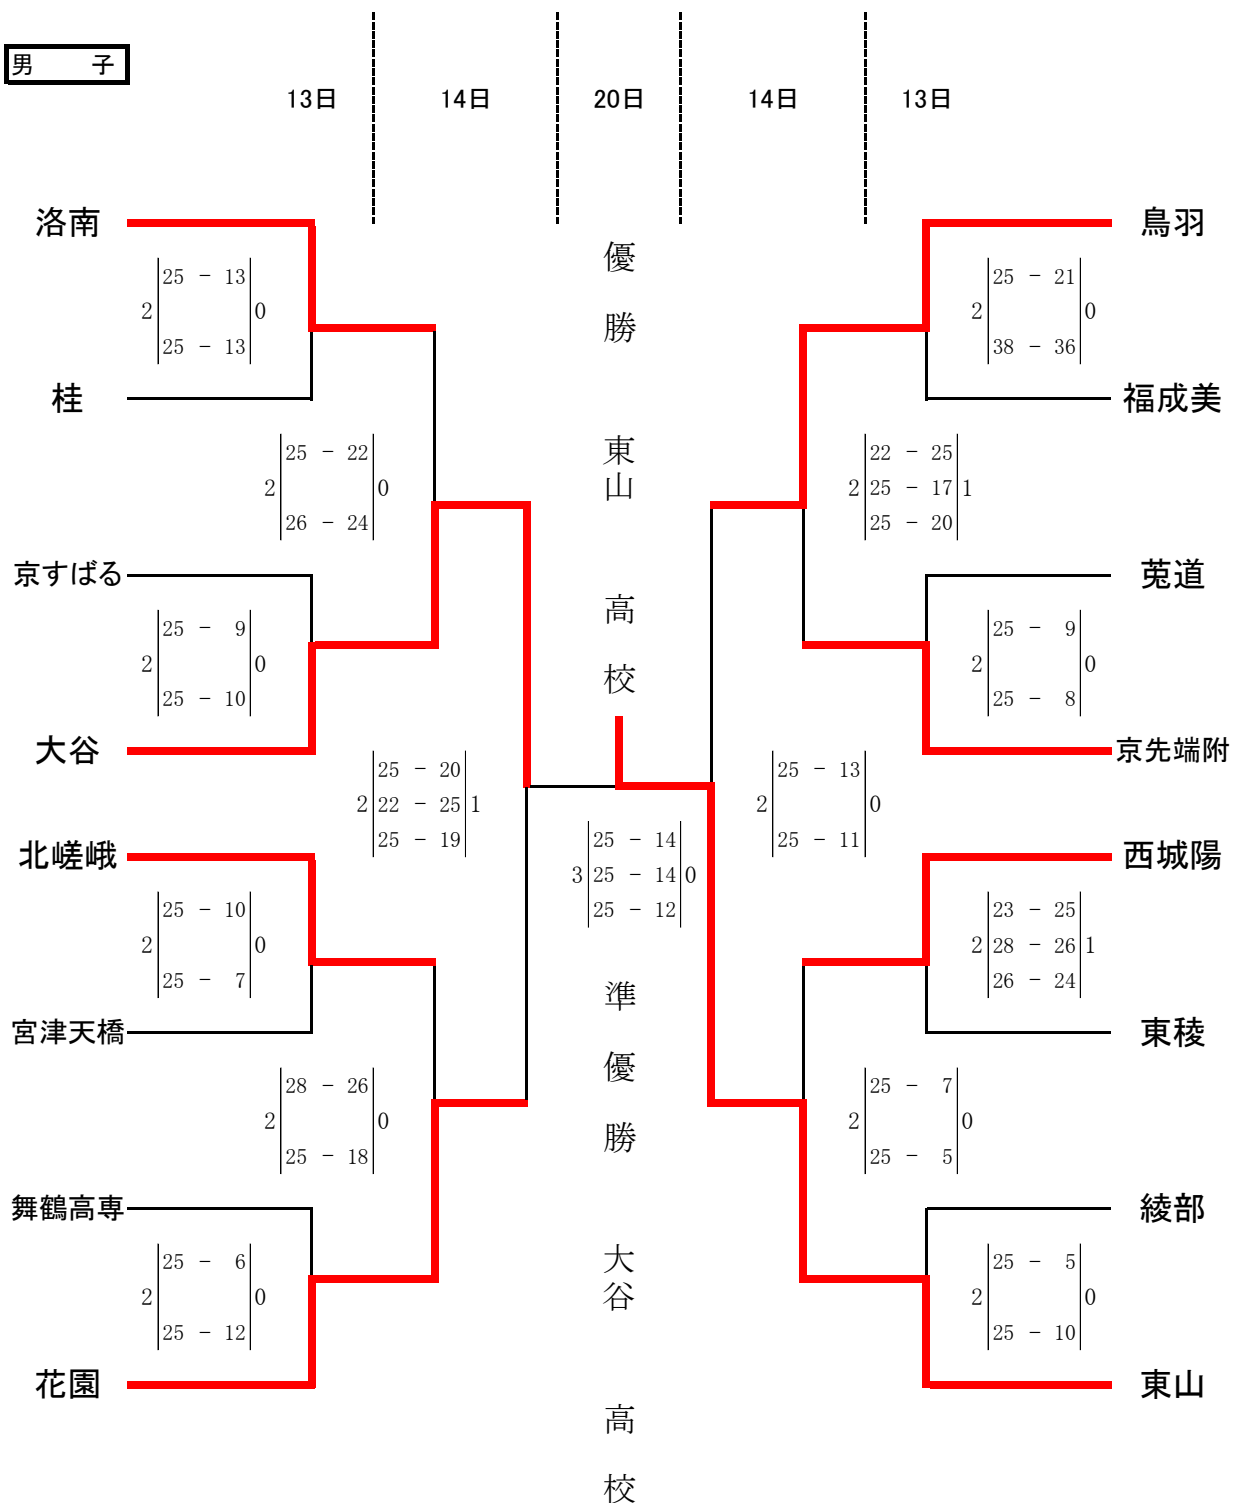 男 子
13日 14日 20日 14日 13日
洛南
25 - 13
2 0
25 - 13
桂
25 - 22
2 0
26 - 24
京すばる
25 - 9
2 0
25 - 10
大谷
25 - 20
2 22 - 25 1
25 - 19
北嵯峨
25 - 10
2 0
25 - 7
宮津天橋
28 - 26
2 0
25 - 18
舞鶴高専
25 - 6
2 0
25 - 12
花園
優勝 東山 高校
25 - 14
3 25 - 14 0
25 - 12
準優勝 大谷 高校
鳥羽
25 - 21
2 0
38 - 36
福成美
22 - 25
2 25 - 17 1
25 - 20
莵道
25 - 9
2 0
25 - 8
京先端附
25 - 13
2 0
25 - 11
西城陽
23 - 25
2 28 - 26 1
26 - 24
東稜
25 - 7
2 0
25 - 5
綾部
25 - 5
2 0
25 - 10
東山